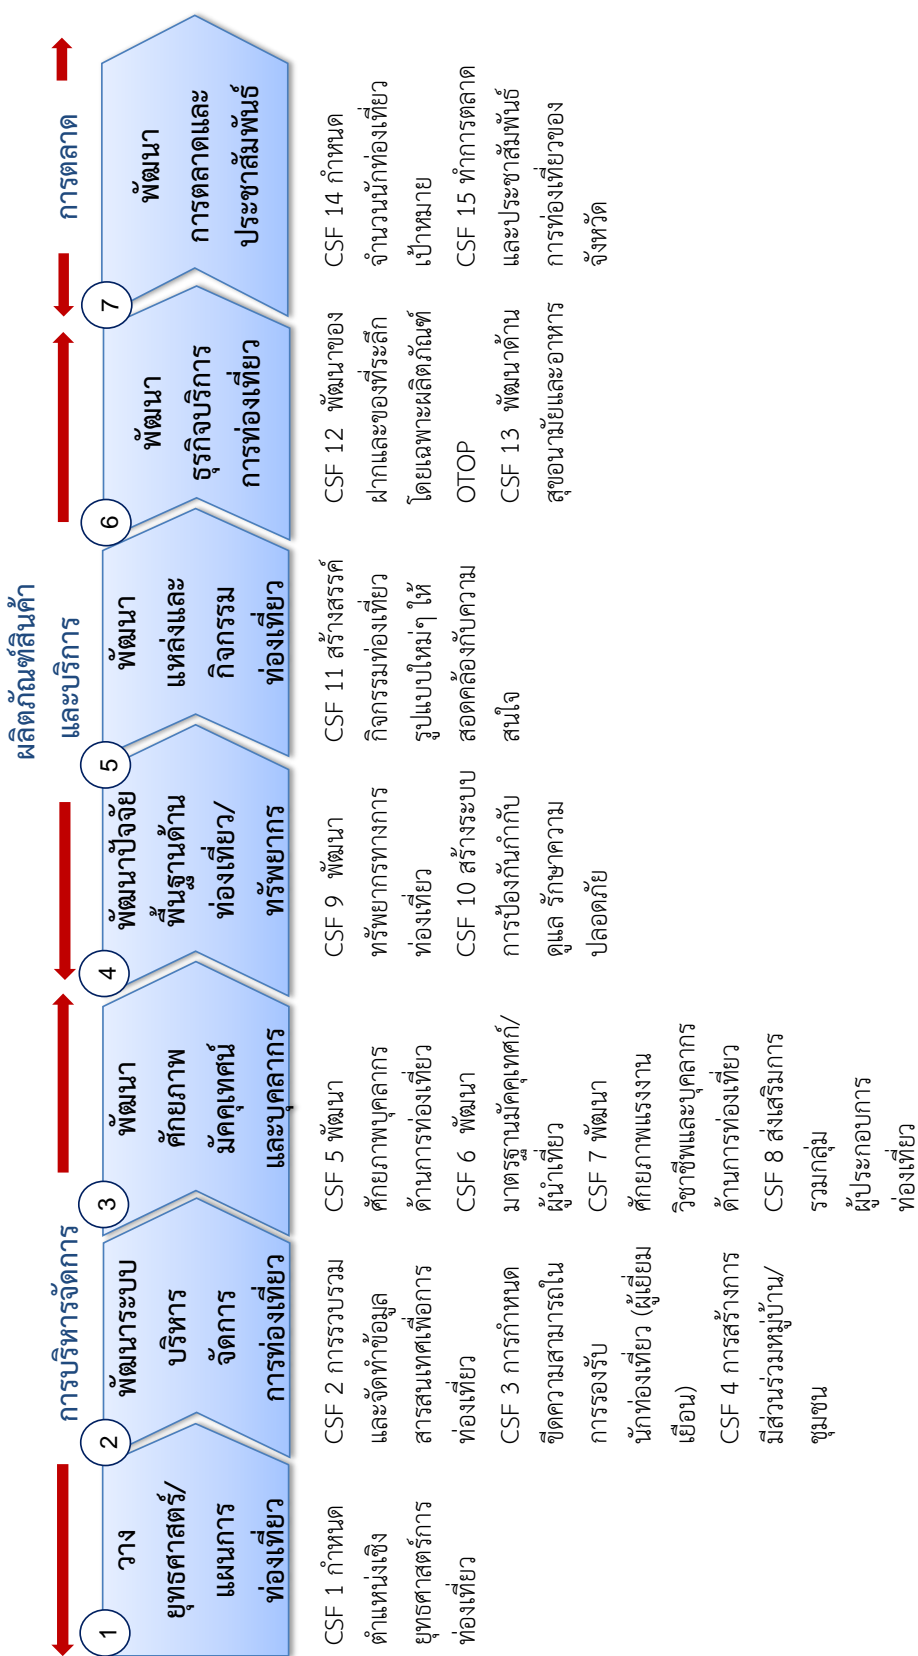 การบริหารจัดการ
ผลิตภัณฑ์สินค้า
และบริการ
การตลาด
1
วาง
ยุทธศาสตร์/
แผนการ
ท่องเที่ยว
2
พัฒนาระบบ
บริหาร
จัดการ
การท่องเที่ยว
3
พัฒนา
ศักยภาพ
มัคคุเทศน์
และบุคลากร
4
พัฒนาปัจจัย
พื้นฐานด้าน
ท่องเที่ยว/
ทรัพยากร
5
พัฒนา
แหล่งและ
กิจกรรม
ท่องเที่ยว
6
พัฒนา
ธุรกิจบริการ
การท่องเที่ยว
7
พัฒนา
การตลาดและ
ประชาสัมพันธ์
CSF 1 กำหนด
ตำแหน่งเชิง
ยุทธศาสตร์การ
ท่องเที่ยว
CSF 2 การรวบรวม
และจัดทำข้อมูล
สารสนเทศเพื่อการ
ท่องเที่ยว
CSF 3 การกำหนด
ขีดความสามารถใน
การรองรับ
นักท่องเที่ยว (ผู้เยี่ยม
เยือน)
CSF 4 การสร้างการ
มีส่วนร่วมหมู่บ้าน/
ชุมชน
CSF 5 พัฒนา
ศักยภาพบุคลากร
ด้านการท่องเที่ยว
CSF 6 พัฒนา
มาตรฐานมัคคุเทศก์/
ผู้นำเที่ยว
CSF 7 พัฒนา
ศักยภาพแรงงาน
วิชาชีพและบุคลากร
ด้านการท่องเที่ยว
CSF 8 ส่งเสริมการ
รวมกลุ่ม
ผู้ประกอบการ
ท่องเที่ยว
CSF 9 พัฒนา
ทรัพยากรทางการ
ท่องเที่ยว
CSF 10 สร้างระบบ
การป้องกันกำกับ
ดูแล รักษาความ
ปลอดภัย
CSF 11 สร้างสรรค์
กิจกรรมท่องเที่ยว
รูปแบบใหม่ๆ ให้
สอดคล้องกับความ
สนใจ
CSF 12 พัฒนาของ
ฝากและของที่ระลึก
โดยเฉพาะผลิตภัณฑ์
OTOP
CSF 13 พัฒนาด้าน
สุขอนามัยและอาหาร
CSF 14 กำหนด
จำนวนนักท่องเที่ยว
เป้าหมาย
CSF 15 ทำการตลาด
และประชาสัมพันธ์
การท่องเที่ยวของ
จังหวัด